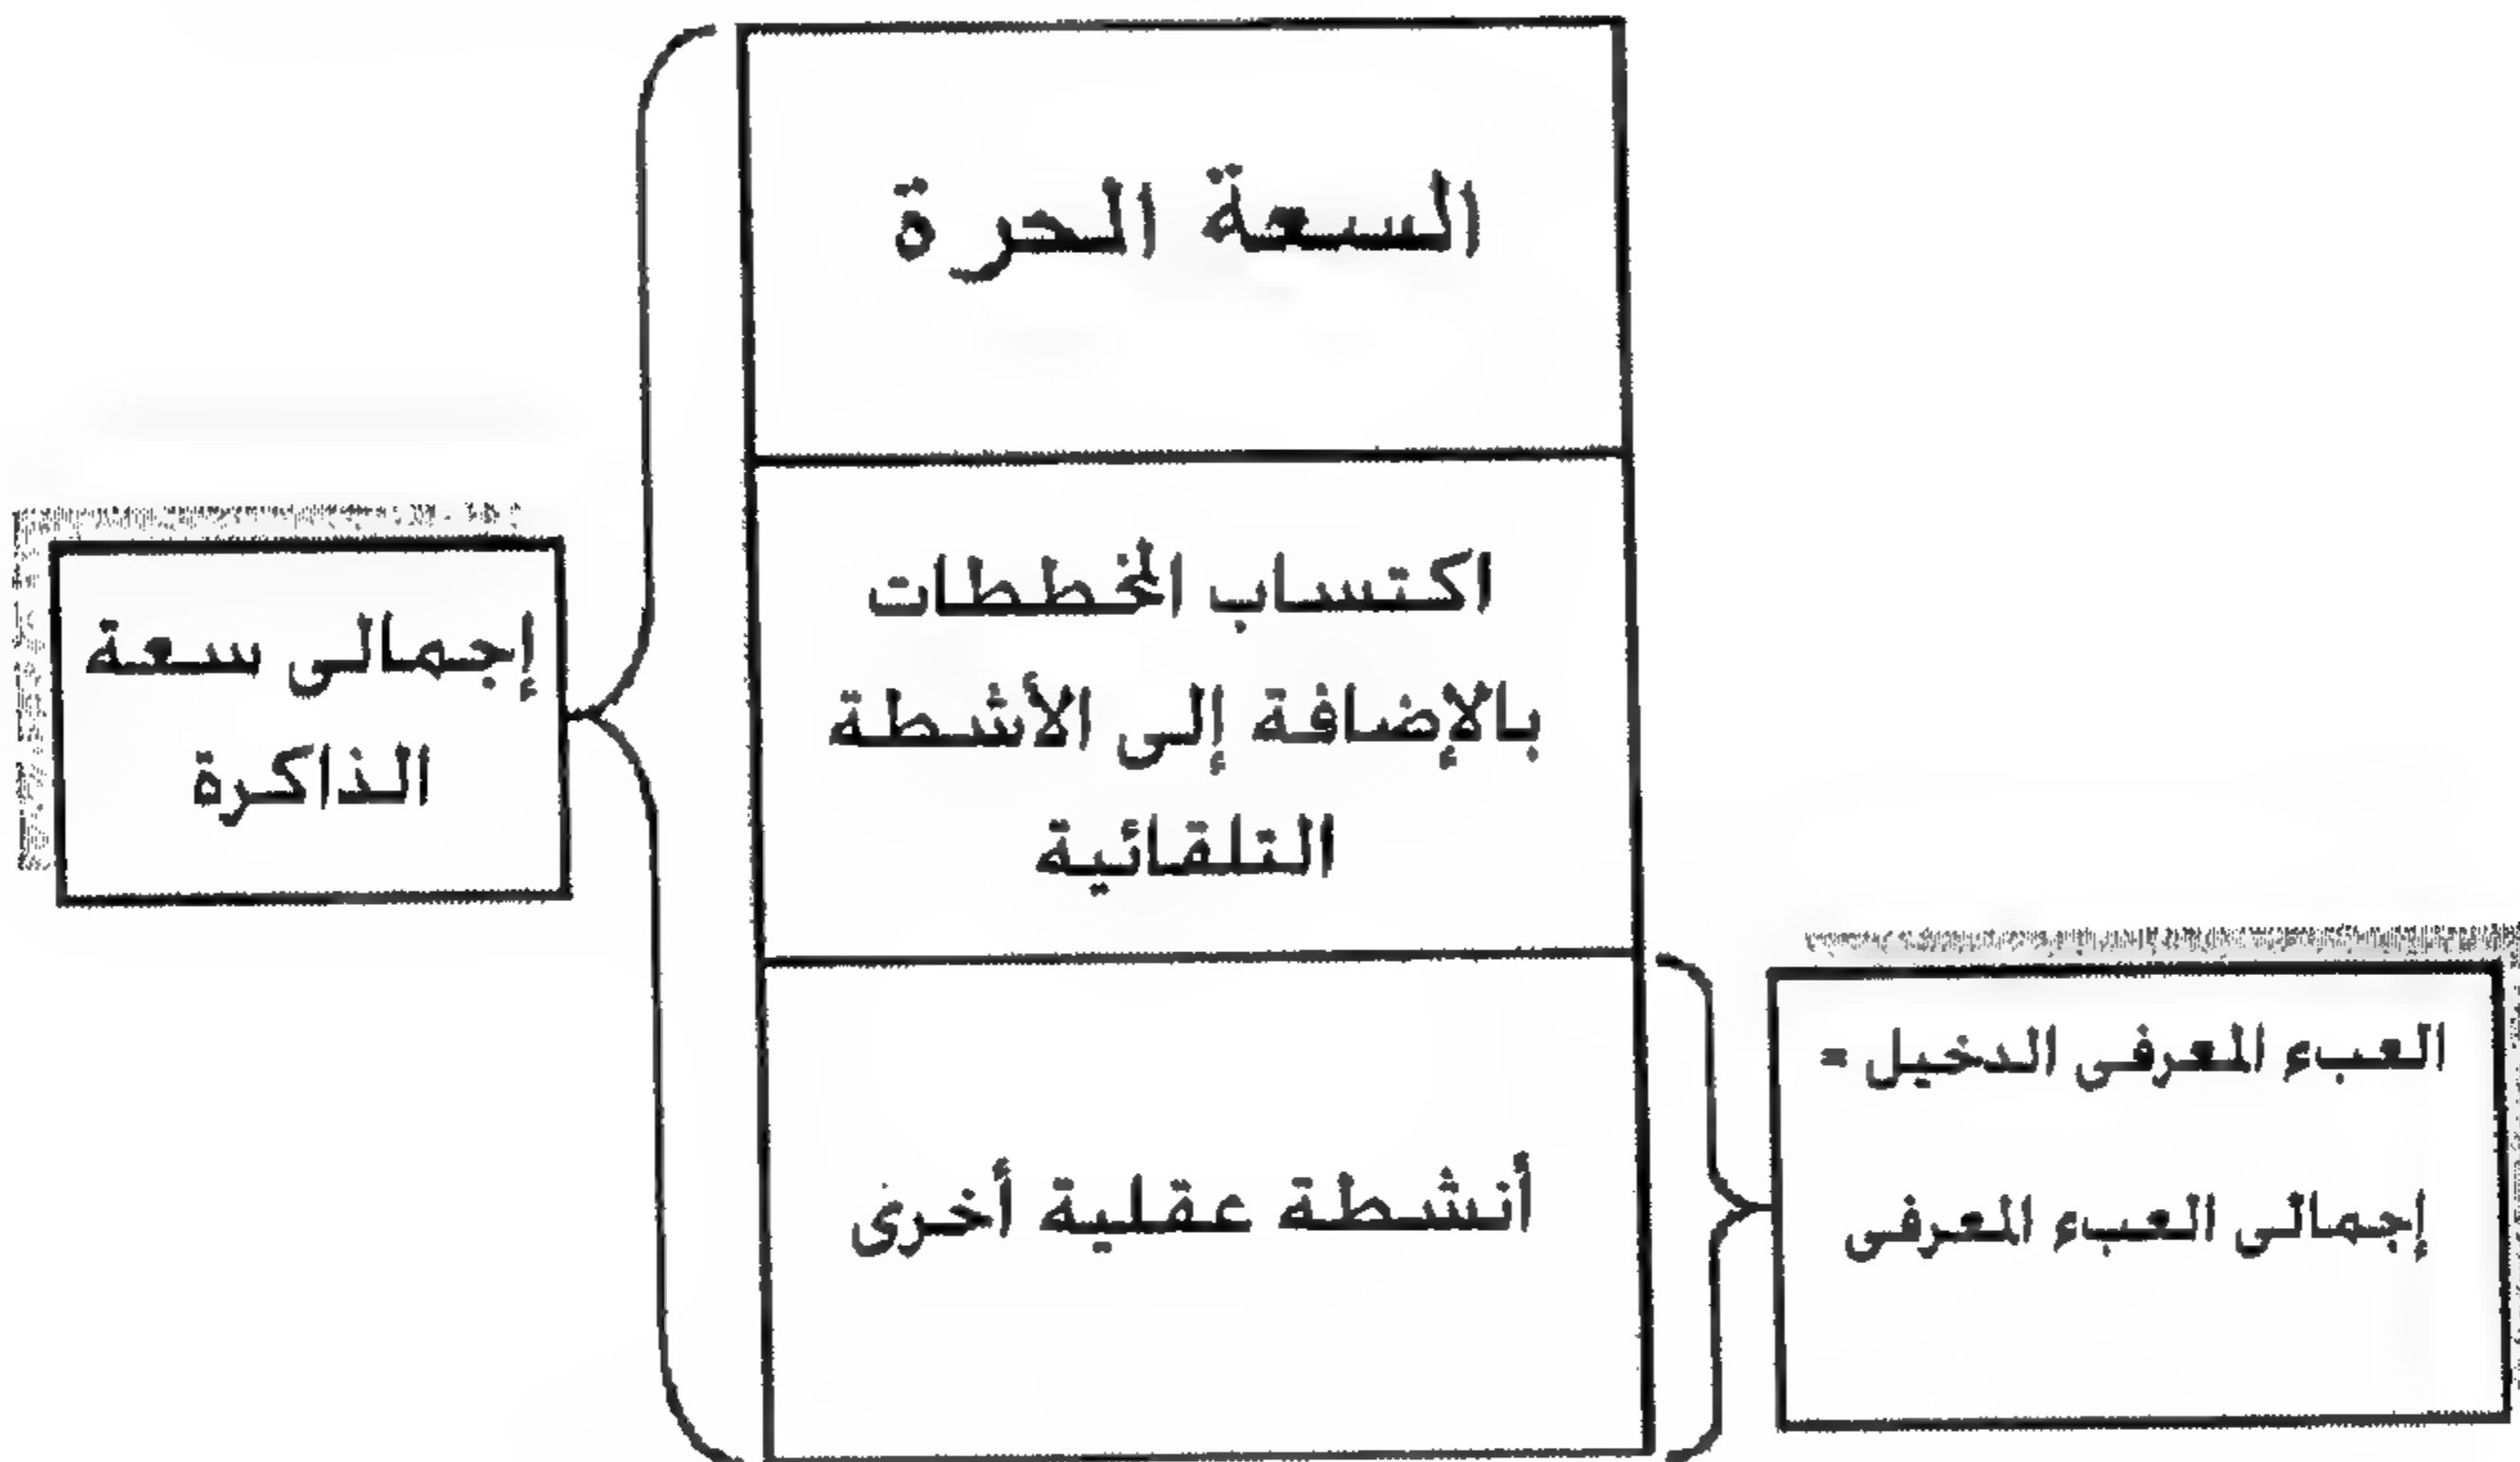 السعة الحرة
اكتساب المخططات
بالإضافة إلى الأشطة
التلقائية
أنشطة عقلية أخرى
إجمالى سعة
الذاكرة
العبء المعرفى الدخيل =
إجمالى العبء المعرفى